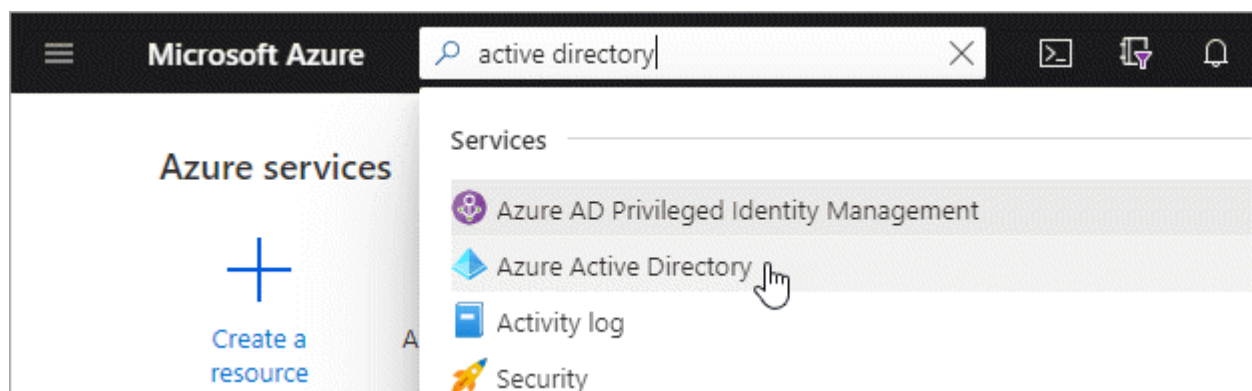 Microsoft Azure
active directory
Services
Azure services
Azure AD Privileged Identity Management
Azure Active Directory
Activity log
Create a
resource
A
Security